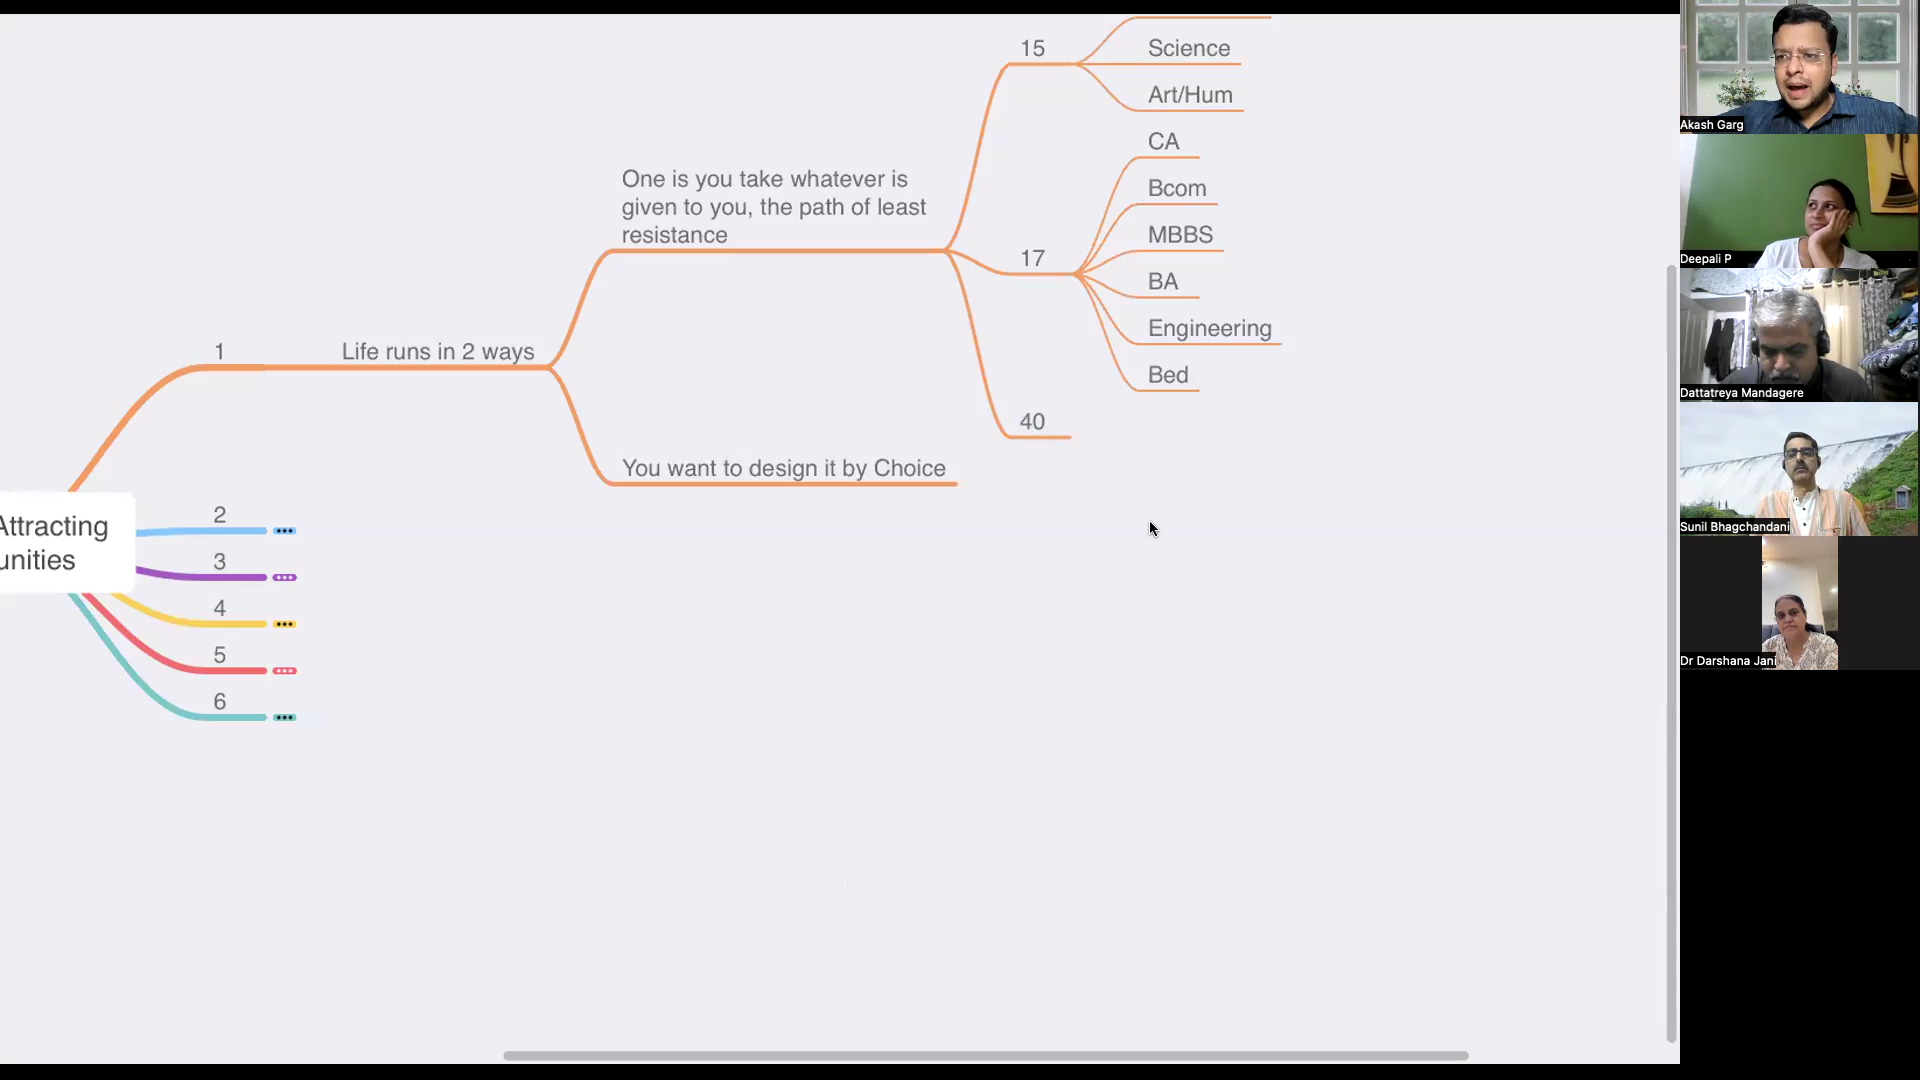 15
Science
Art/Hum
CA
One is you take whatever is
given to you, the path of least
resistance
Bcom
MBBS
17
BA
Engineering
1
Life runs in 2 ways
Bed
40
You want to design it by Choice
Attracting
unities
2
3
4
5
6
Akash Garg
Deepali P
Dattatreya Mandagere
Sunil Bhagchandani
Dr Darshana Jani